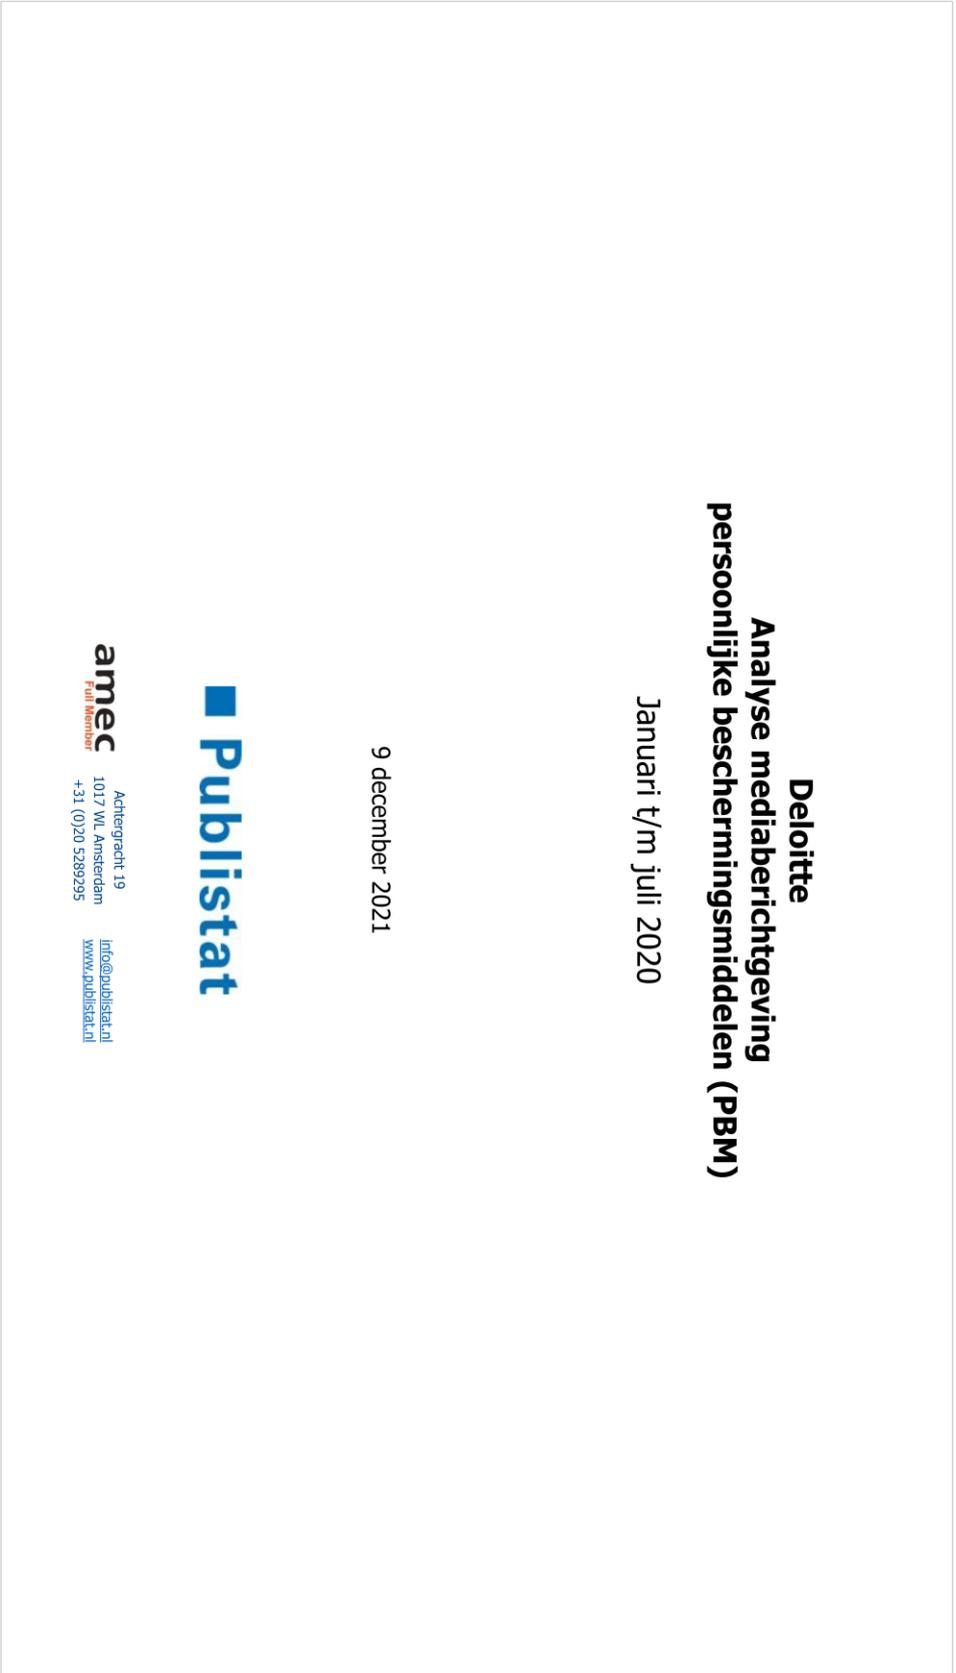 Deloitte
Analyse mediaberichtgeving
persoonlijke beschermingsmiddelen (PBM)
Januari t/m juli 2020
9 december 2021
Publistat
amec
Full Member
Achtergracht 19
1017 WL Amsterdam
+31 (0)20 5289295
info@publistat.nl
www.publistat.nl